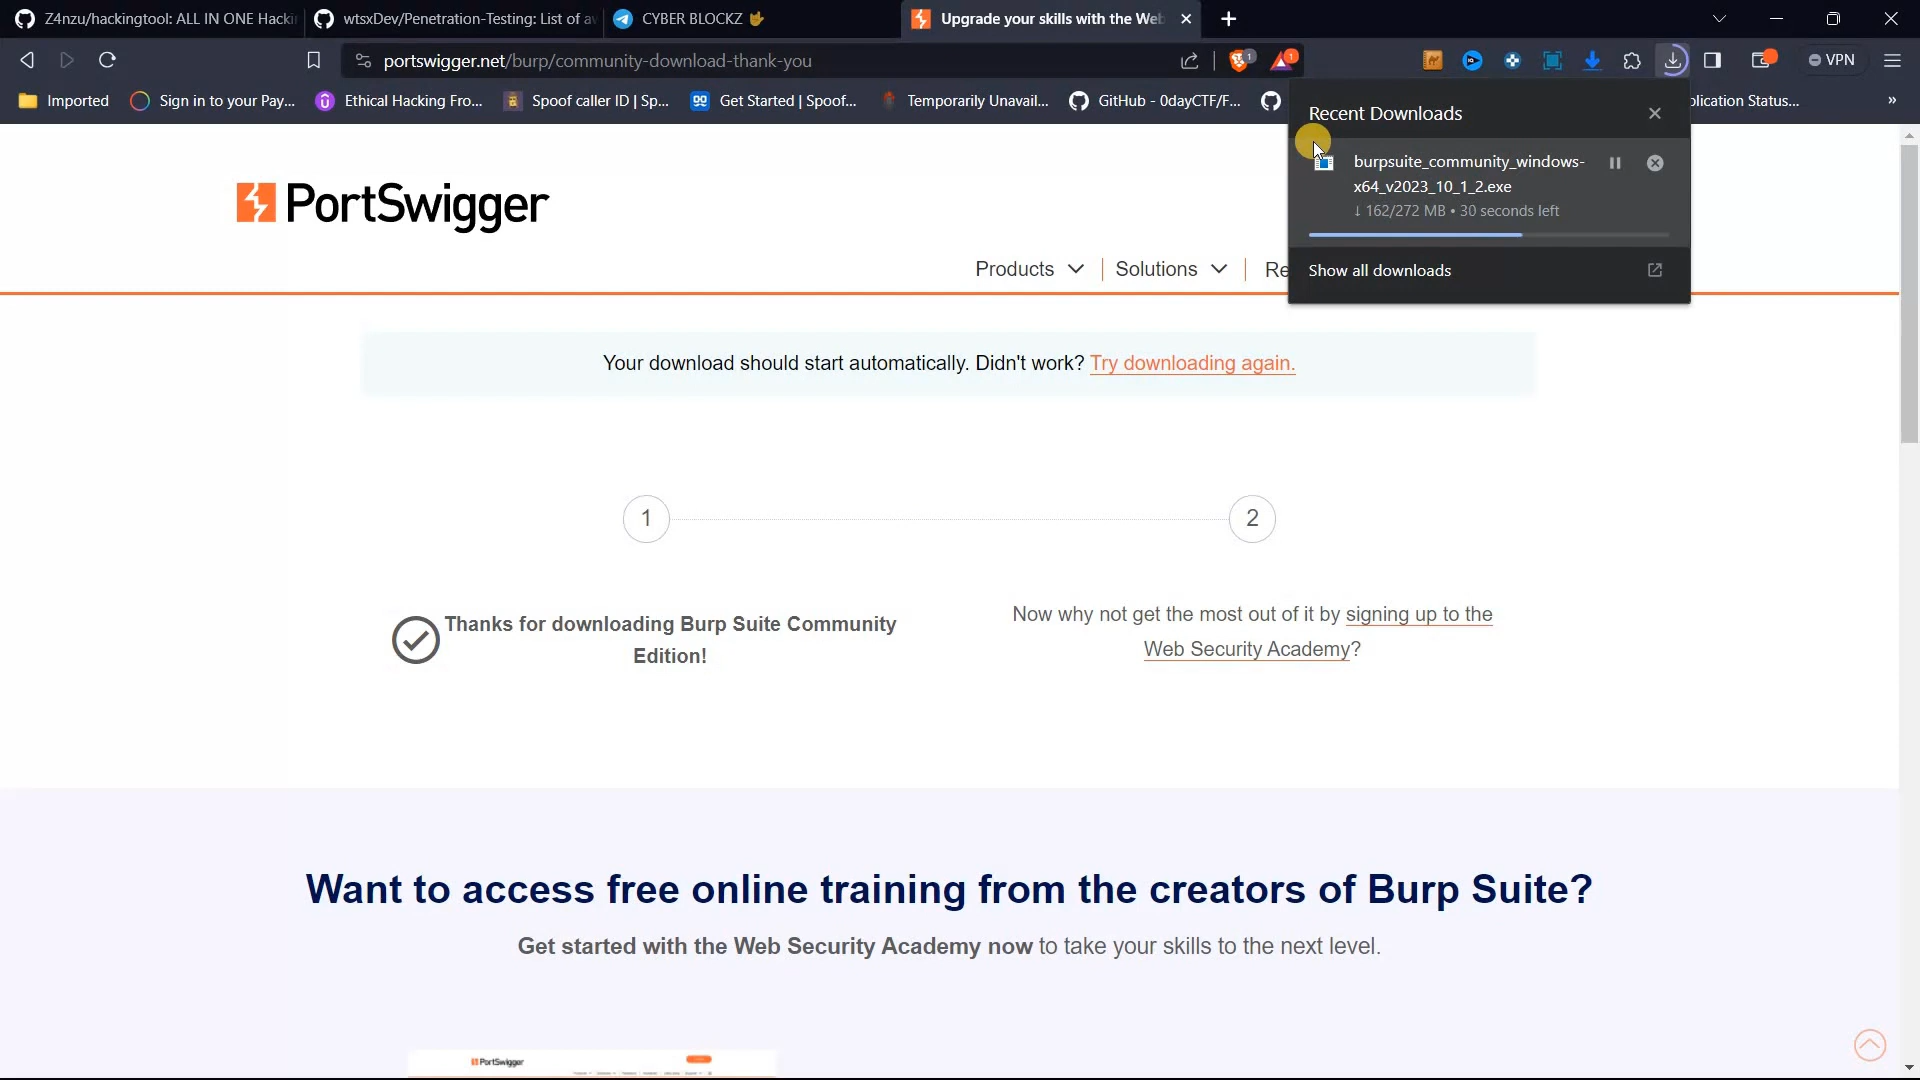 Z4nzu/hackingtool: ALL IN ONE Hacki
wtsxDev/Penetration-Testing: List of aw
CYBER BLOCKZ
Upgrade your skills with the Web
portswigger.net/burp/community-download-thank-you
1
1
VPN
Imported
Sign in to your Pay...
Ethical Hacking Fro...
Spoof caller ID | Sp...
Get Started | Spoof...
Temporarily Unavail...
GitHub - 0dayCTF/F...
plication Status...
»
Recent Downloads
burpsuite_community_windows-
x64_v2023_10_1_2.exe
↓ 162/272 MB • 30 seconds left
Show all downloads
PortSwigger
Products
Solutions
Re
Your download should start automatically. Didn't work? Try downloading again.
1
2
Thanks for downloading Burp Suite Community
Edition!
Now why not get the most out of it by signing up to the
Web Security Academy?
Want to access free online training from the creators of Burp Suite?
Get started with the Web Security Academy now to take your skills to the next level.
PortSwigger